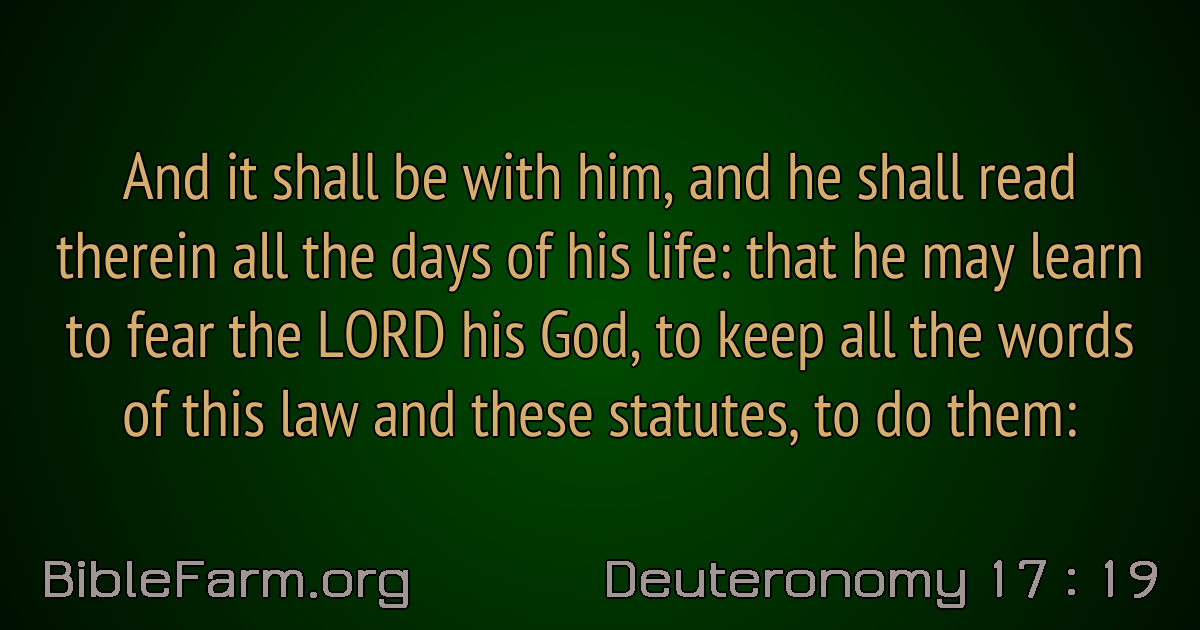 And it shall be with him, and he shall read
therein all the days of his life: that he may learn
to fear the LORD his God, to keep all the words
of this law and these statutes, to do them:
BibleFarm.org
Deuteronomy 17 : 19